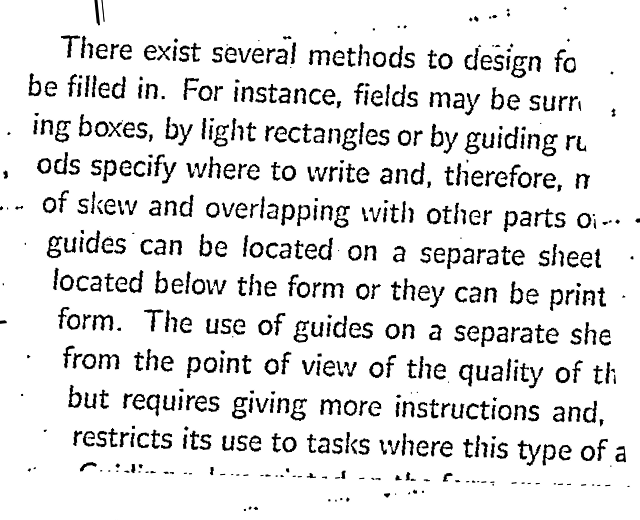 There exist several methods to design fo
be filled in. For instance, fields may be surr
ing boxes, by light rectangles or by guiding ru
ods specify where to write and, therefore, m
of skew and overlapping with other parts o
guides can be located on a separate sheet
located below the form or they can be print
form. The use of guides on a separate she
from the point of view of the quality of th
but requires giving more instructions and,
restricts its use to tasks where this type of a